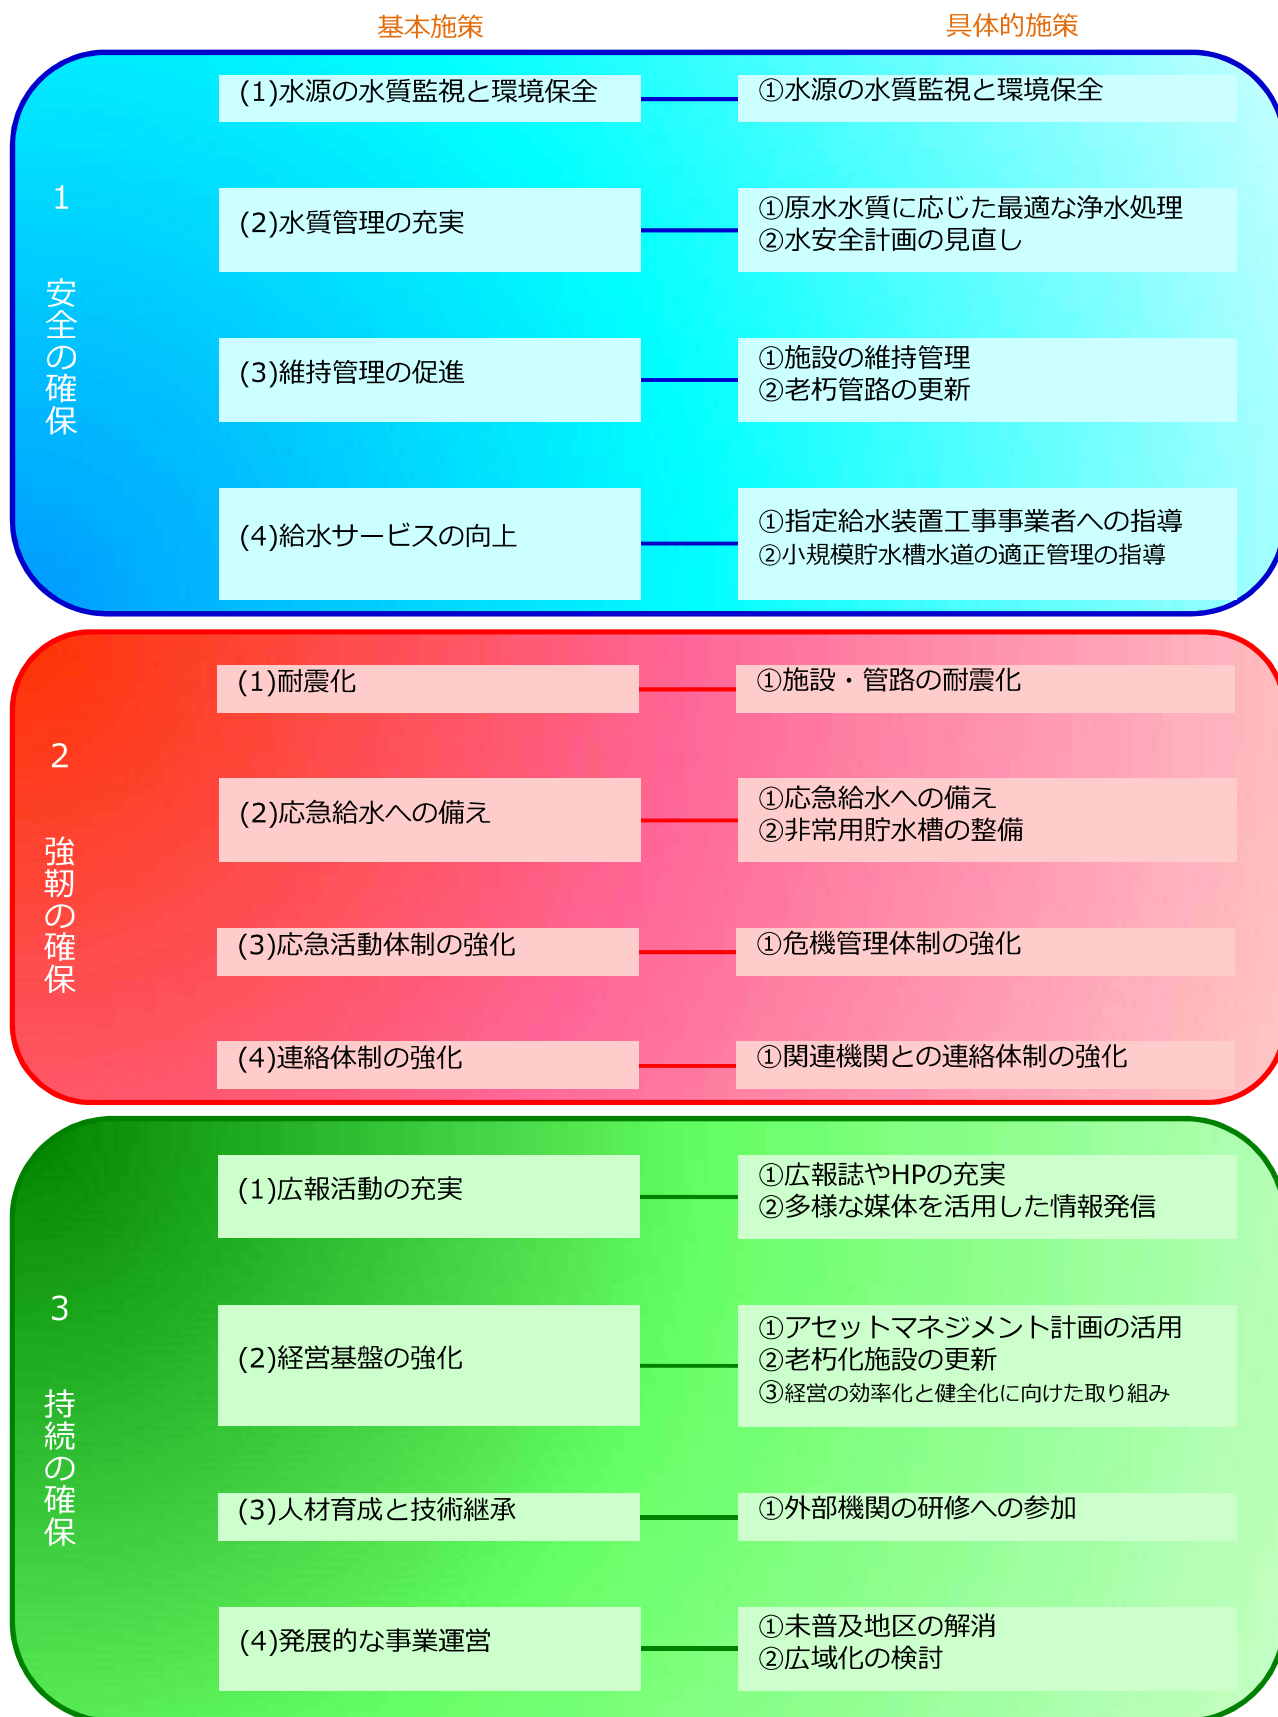 基本施策
具体的施策
1 安全の確保
(1)水源の水質監視と環境保全
①水源の水質監視と環境保全
(2)水質管理の充実
①原水水質に応じた最適な浄水処理
②水安全計画の見直し
(3)維持管理の促進
①施設の維持管理
②老朽管路の更新
(4)給水サービスの向上
①指定給水装置工事事業者への指導
②小規模貯水槽水道の適正管理の指導
2 強靭の確保
(1)耐震化
①施設・管路の耐震化
(2)応急給水への備え
①応急給水への備え
②非常用貯水槽の整備
(3)応急活動体制の強化
①危機管理体制の強化
(4)連絡体制の強化
①関連機関との連絡体制の強化
3 持続の確保
(1)広報活動の充実
①広報誌やHPの充実
②多様な媒体を活用した情報発信
(2)経営基盤の強化
①アセットマネジメント計画の活用
②老朽化施設の更新
③経営の効率化と健全化に向けた取り組み
(3)人材育成と技術継承
①外部機関の研修への参加
(4)発展的な事業運営
①未普及地区の解消
②広域化の検討